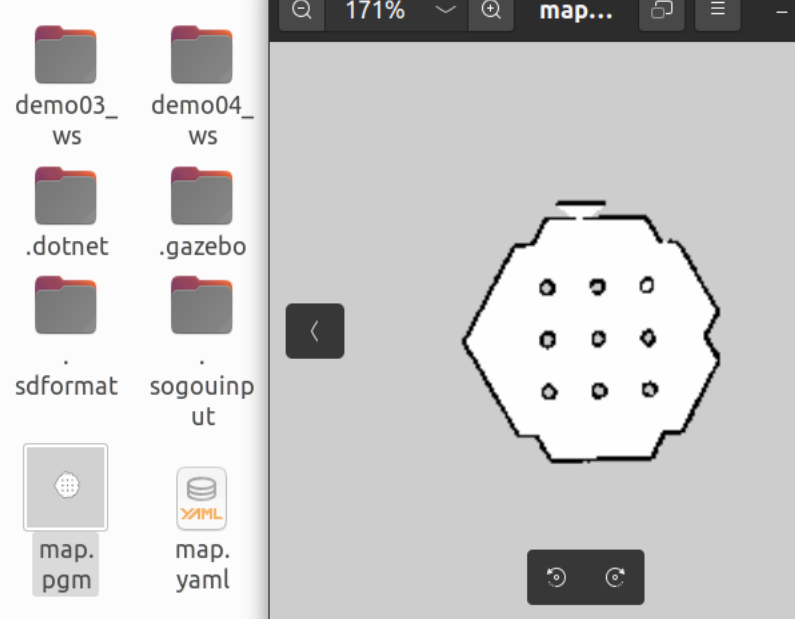 171%
map...
demo03_
ws
demo04_
ws
.dotnet
.gazebo
.
sdformat
.
sogouinp
ut
YAML
map.
pgm
map.
yaml